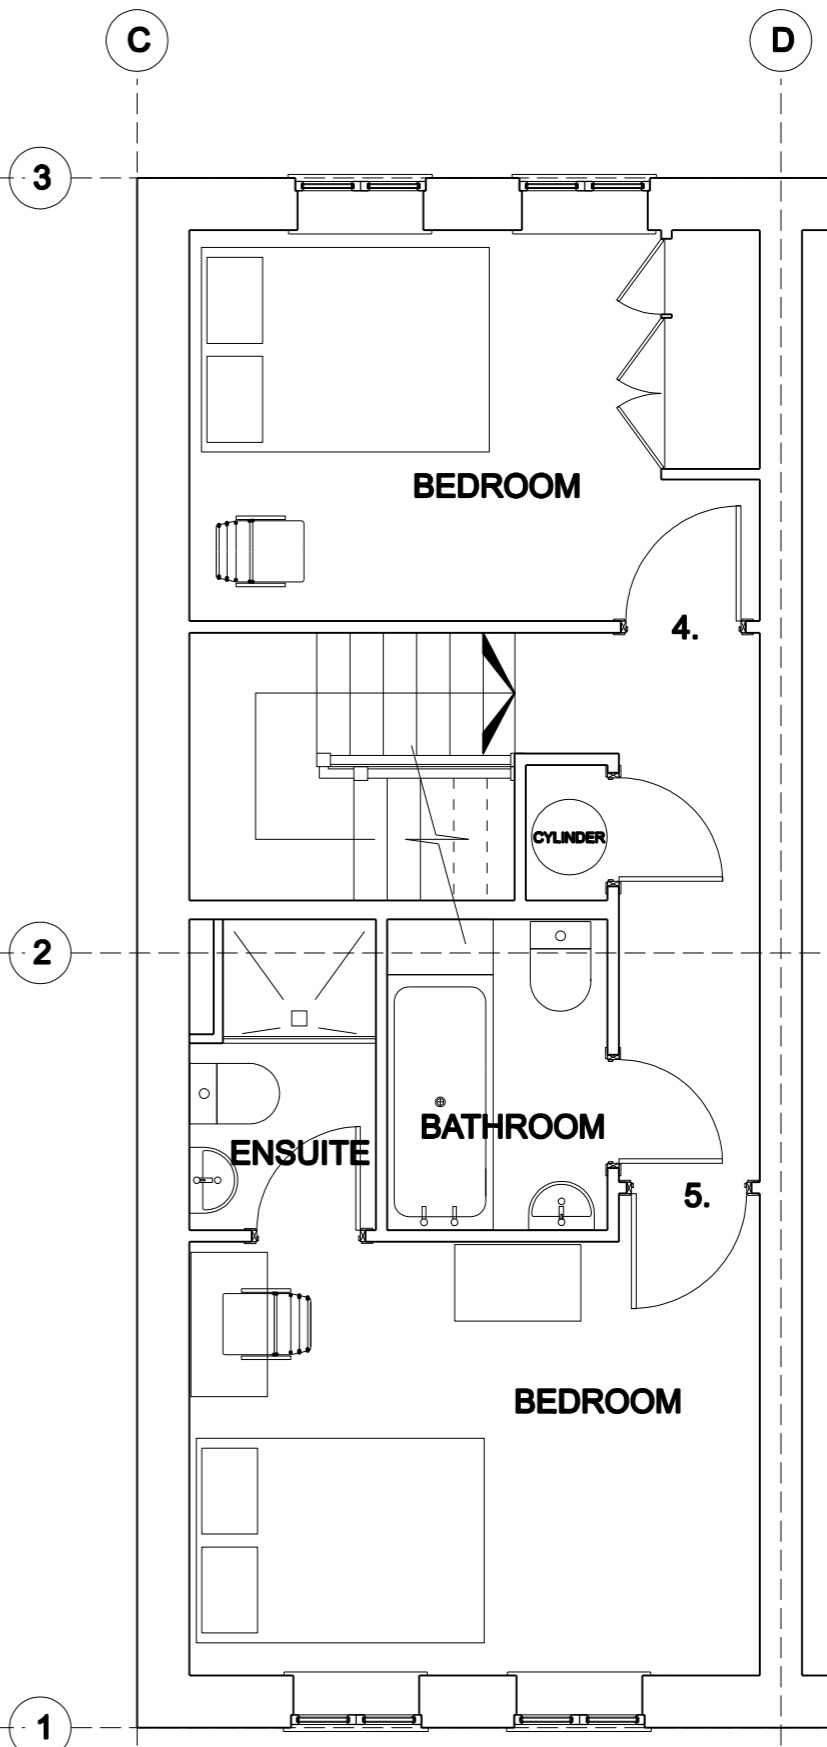 C
D
3
BEDROOM
4.
CYLINDER
2
BATHROOM
ENSUITE
5.
BEDROOM
1